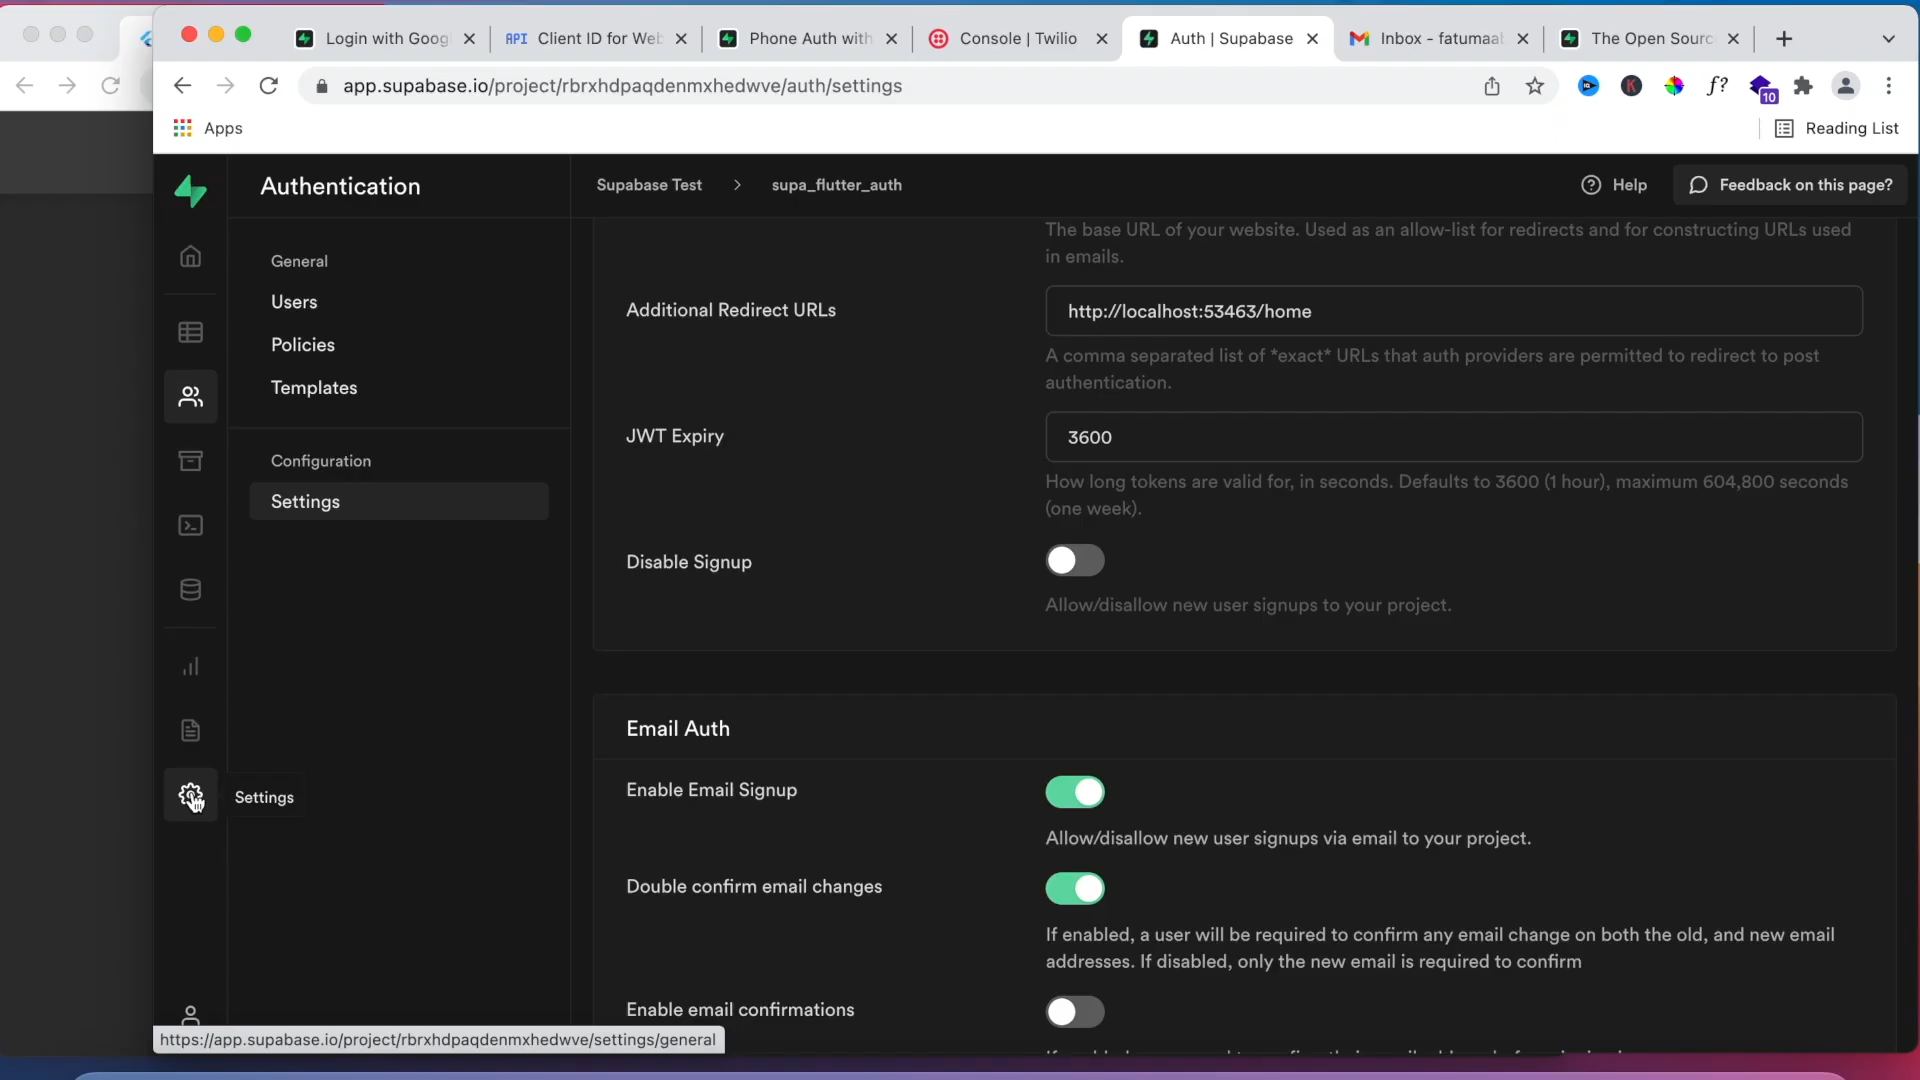 Login with Goog
API Client ID for Web
Phone Auth with
Console | Twilio
Auth | Supabase
Inbox - fatumaal
The Open Sourc
app.supabase.io/project/rbrxhdpaqdenmxhedwve/auth/settings
K
f?
10
Apps
Reading List
Authentication
Supabase Test > supa_flutter_auth
Help
Feedback on this page?
General
Users
Policies
Templates
Configuration
Settings
Settings
The base URL of your website. Used as an allow-list for redirects and for constructing URLs used
in emails.
Additional Redirect URLs
http://localhost:53463/home
A comma separated list of *exact* URLs that auth providers are permitted to redirect to post
authentication.
JWT Expiry
3600
How long tokens are valid for, in seconds. Defaults to 3600 (1 hour), maximum 604,800 seconds
(one week).
Disable Signup
Allow/disallow new user signups to your project.
Email Auth
Enable Email Signup
Allow/disallow new user signups via email to your project.
Double confirm email changes
If enabled, a user will be required to confirm any email change on both the old, and new email
addresses. If disabled, only the new email is required to confirm
Enable email confirmations
https://app.supabase.io/project/rbrxhdpaqdenmxhedwve/settings/general